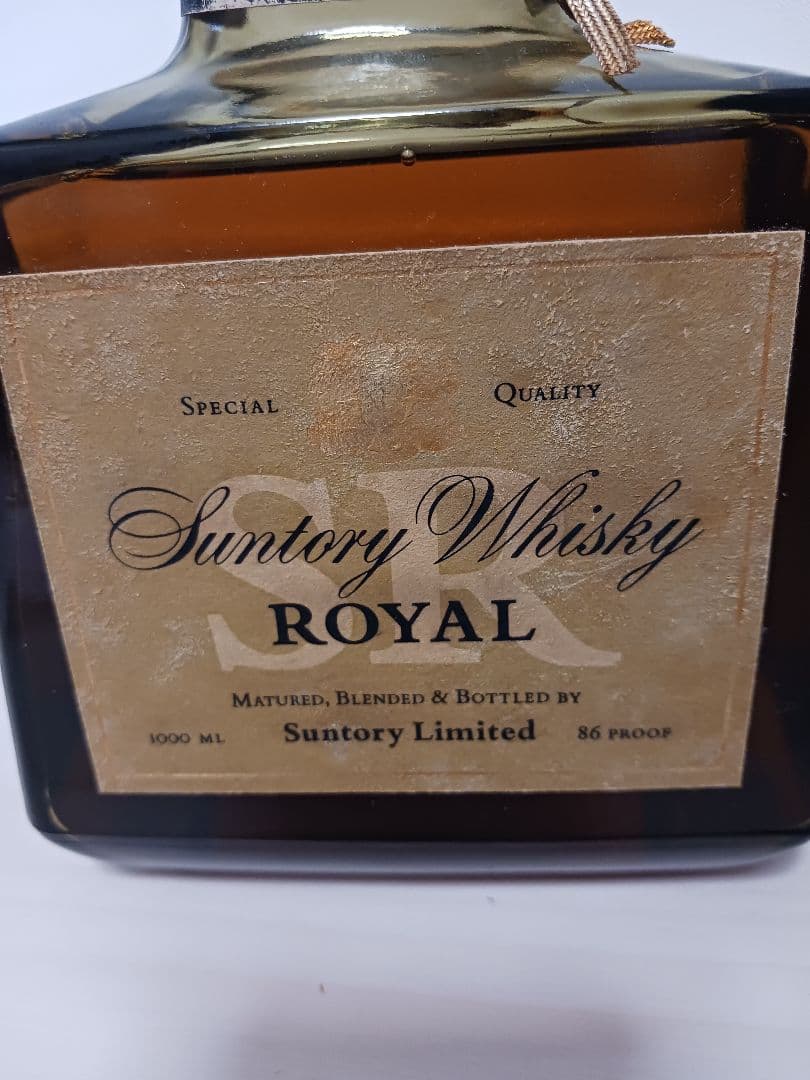 SPECIAL QUALITY
SR
Suntory Whisky
ROYAL
MATURED, BLENDED & BOTTLED BY
1000 ML Suntory Limited 86 PROOF